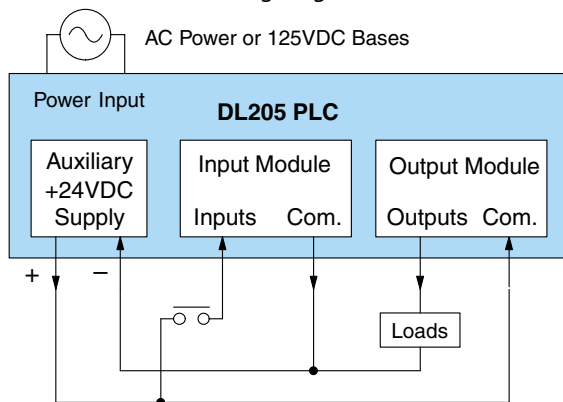 AC Power or 125VDC Bases
Power Input
DL205 PLC
Auxiliary
+24VDC
Supply
Input Module
Inputs Com.
Output Module
Outputs Com.
+ –
Loads